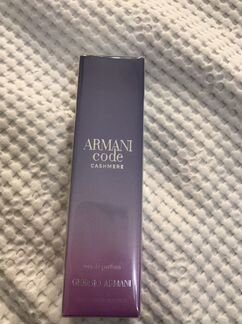 ARMANI
code
CASHMERE
eau de parfum
GIORGIO ARMANI